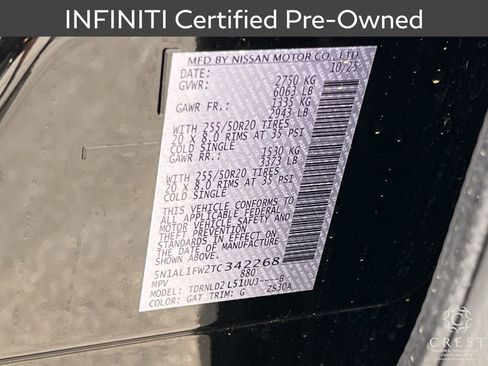 INFINITI Certified Pre-Owned
MFD BY NISSAN MOTOR CO., LTD
DATE: 10/25
GVWR: 2750 KG
6063 LB
GAWR FR.: 1335 KG
2943 LB
WITH 255/50R20 TIRES
20 X 8.0 RIMS AT 35 PSI
COLD SINGLE
GAWR RR.: 1530 KG
3373 LB
WITH 255/50R20 TIRES
20 X 8.0 RIMS AT 35 PSI
COLD SINGLE
THIS VEHICLE CONFORMS TO
ALL APPLICABLE FEDERAL
MOTOR VEHICLE SAFETY AND
THEFT PREVENTION
STANDARDS IN EFFECT ON
THE DATE OF MANUFACTURE
SHOWN ABOVE.
5N1AL1FW2TC342268
MPV 880
MODEL: TDRNLD2 L51UUJ----B
COLOR: GAT TRIM: G ZS30A
CREST